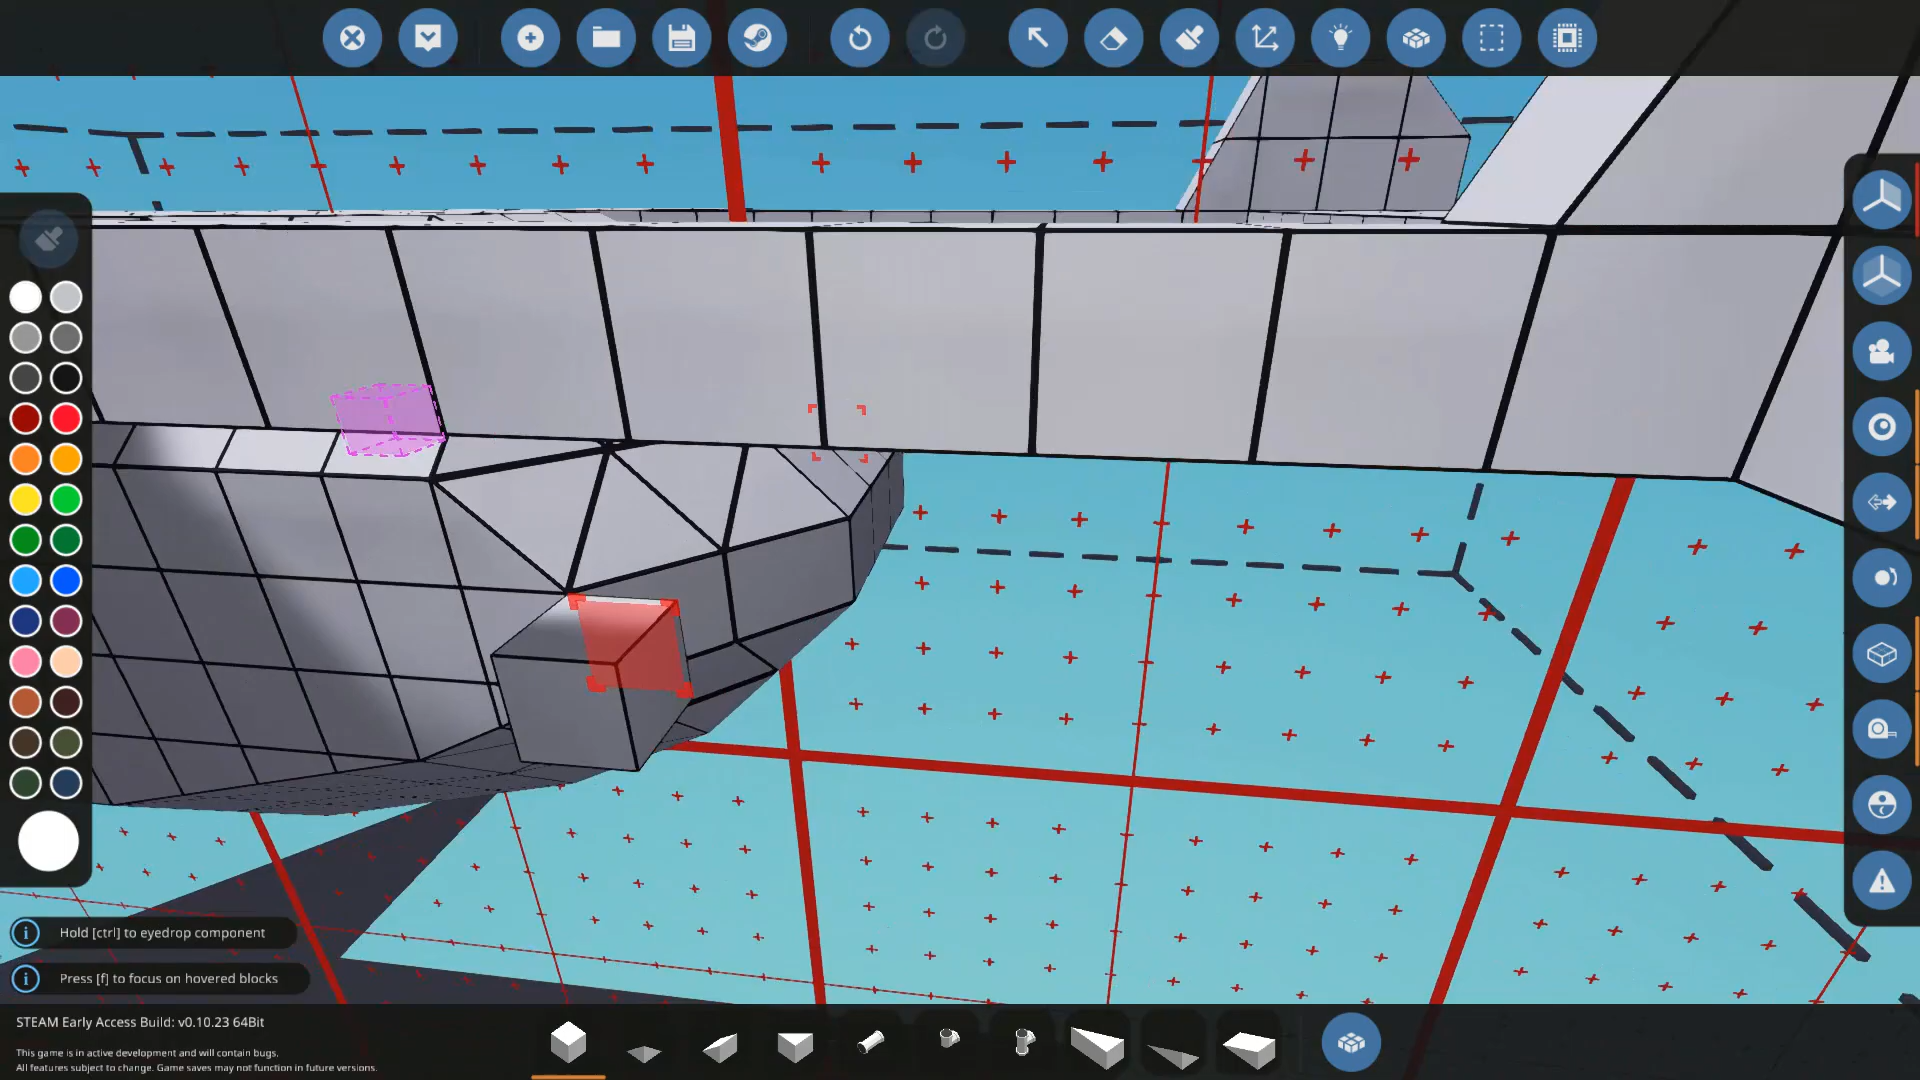 Hold [ctrl] to eyedrop component
Press [f] to focus on hovered blocks
STEAM Early Access Build: v0.10.23 64Bit
This game is in active development and will contain bugs.
All features subject to change. Game saves may not function in future versions.